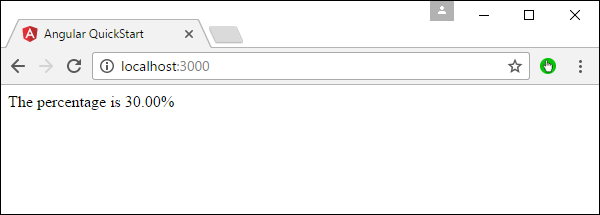 Angular QuickStart
localhost:3000
The percentage is 30.00%